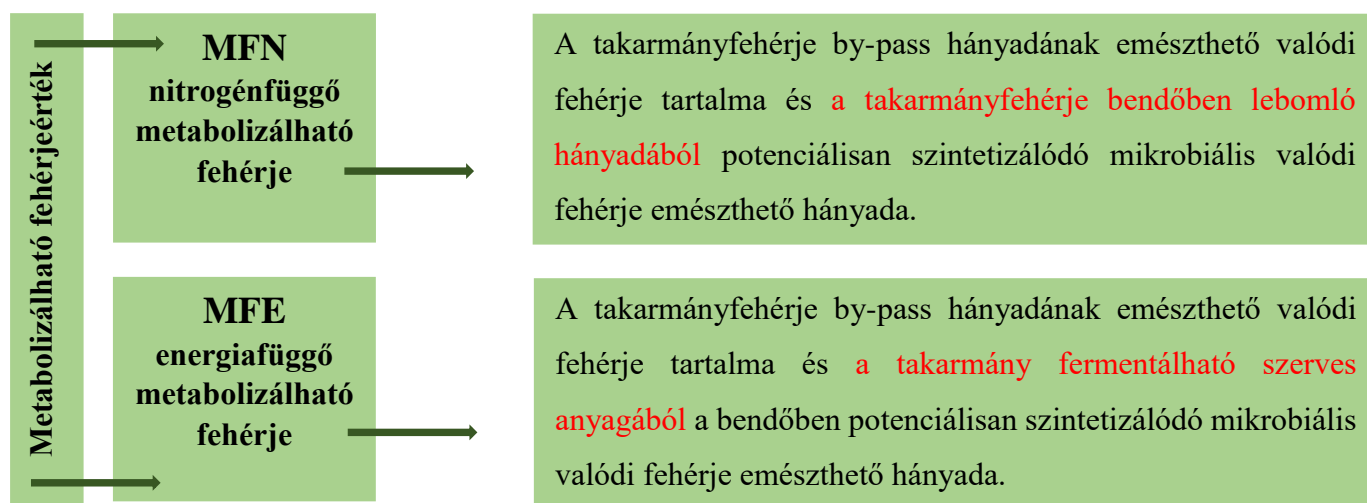 Metabolizálható fehérjeérték
MFN
nitrogénfüggő
metabolizálható
fehérje
A takarmányfehérje by-pass hányadának emészthető valódi
fehérje tartalma és a takarmányfehérje bendőben lebomló
hányadából potenciálisan szintetizálódó mikrobiális valódi
fehérje emészthető hányada.
MFE
energiafüggő
metabolizálható
fehérje
A takarmányfehérje by-pass hányadának emészthető valódi
fehérje tartalma és a takarmány fermentálható szerves
anyagából a bendőben potenciálisan szintetizálódó mikrobiális
valódi fehérje emészthető hányada.